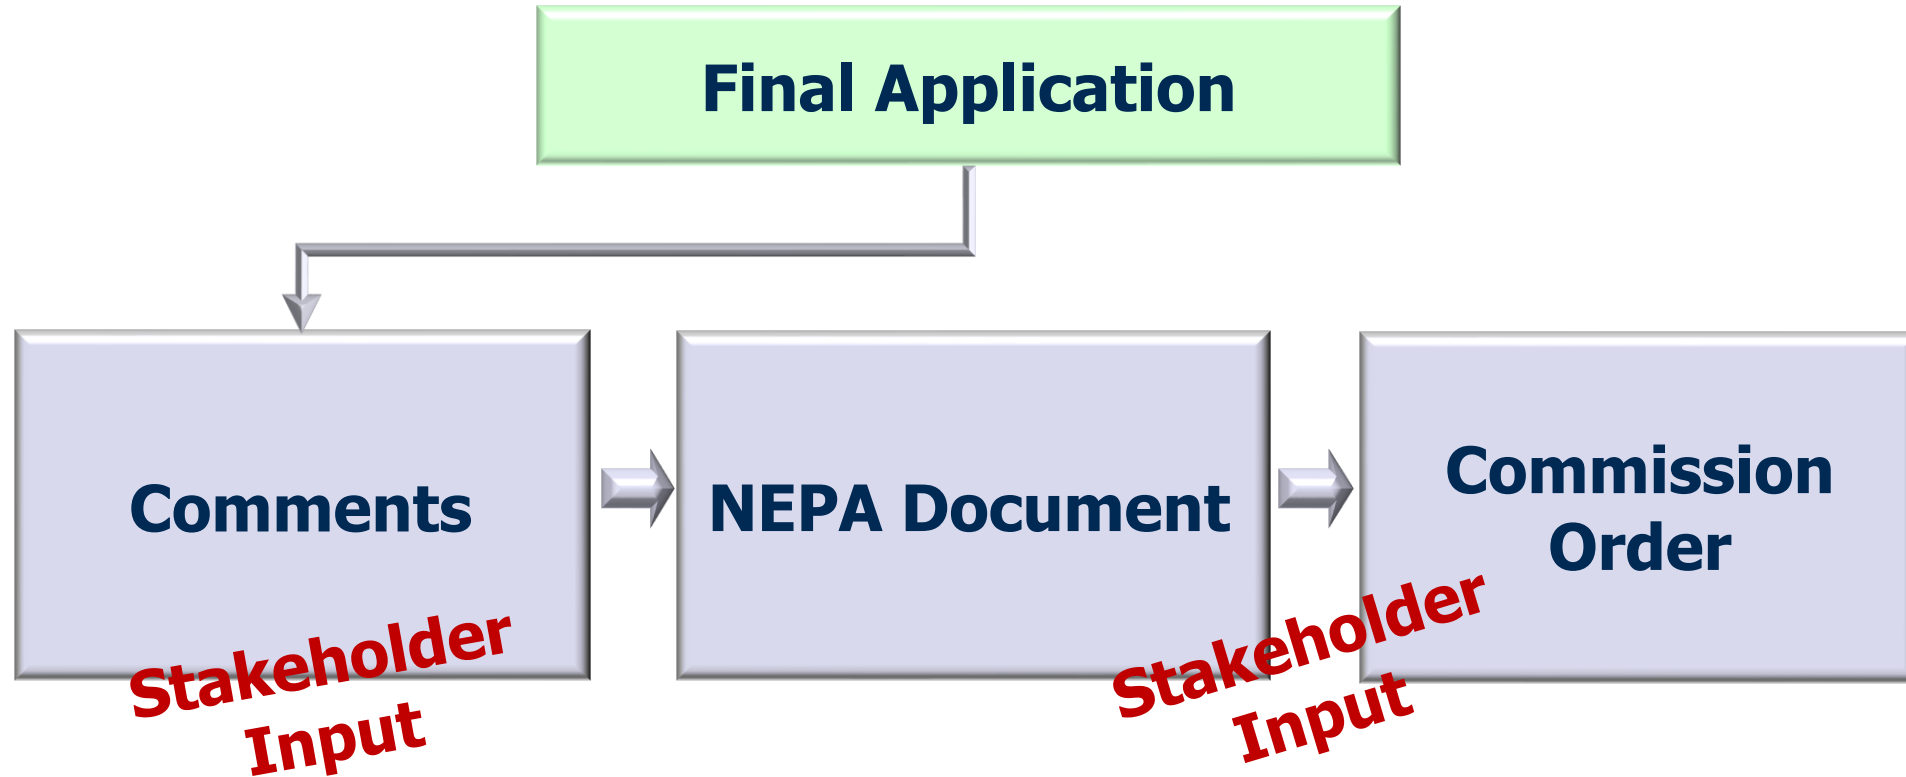 Final Application
Comments
NEPA Document
Commission
Order
Stakeholder
Input
Stakeholder
Input